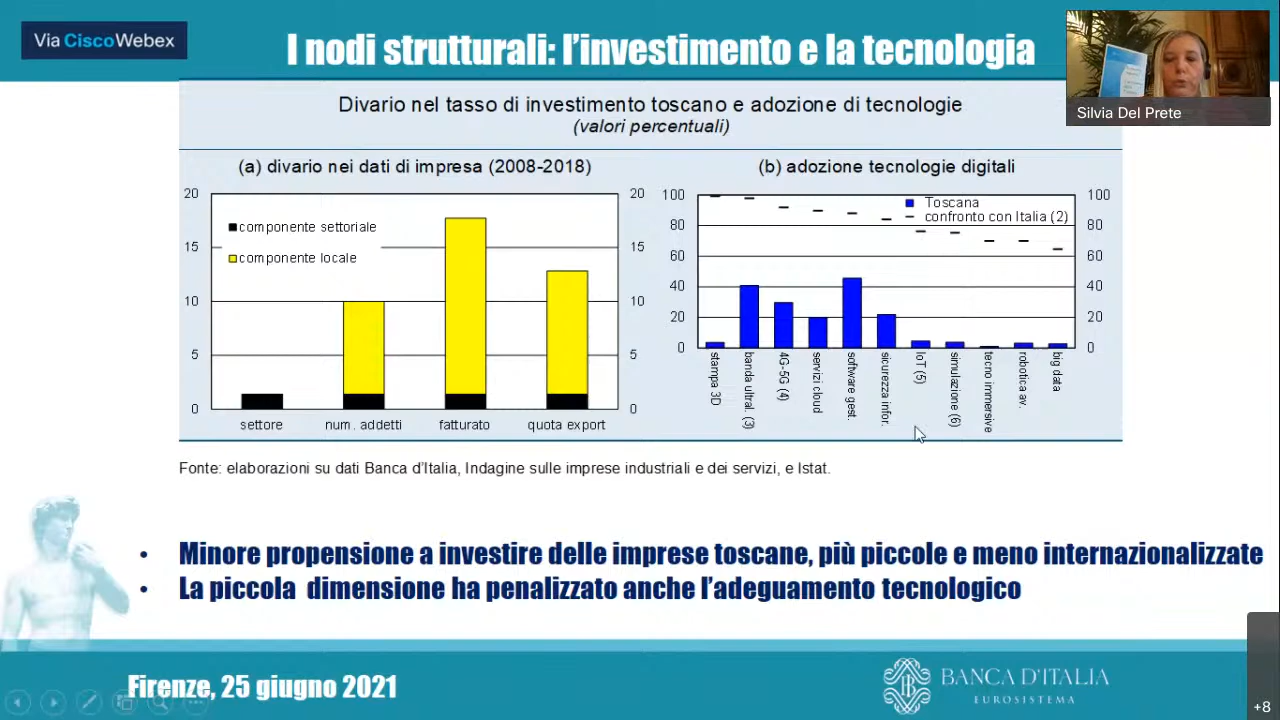 Via CiscoWebex
I nodi strutturali: l’investimento e la tecnologia
Silvia Del Prete
Divario nel tasso di investimento toscano e adozione di tecnologie
(valori percentuali)
(a) divario nei dati di impresa (2008-2018)
20
15
10
5
0
componente settoriale
componente locale
20
15
10
5
0
settore
num. addetti
fatturato
quota export
(b) adozione tecnologie digitali
100
80
60
40
20
0
Toscana
confronto con Italia (2)
100
80
60
40
20
0
stampa 3D
banda ultral. (3)
4G-5G (4)
servizi cloud
software gest.
sicurezza infor.
IoT (5)
simulazione (6)
tecno immersive
robotica av.
big data
Fonte: elaborazioni su dati Banca d’Italia, Indagine sulle imprese industriali e dei servizi, e Istat.
• Minore propensione a investire delle imprese toscane, più piccole e meno internazionalizzate
• La piccola dimensione ha penalizzato anche l’adeguamento tecnologico
Firenze, 25 giugno 2021
BANCA D'ITALIA
EUROSISTEMA
+8